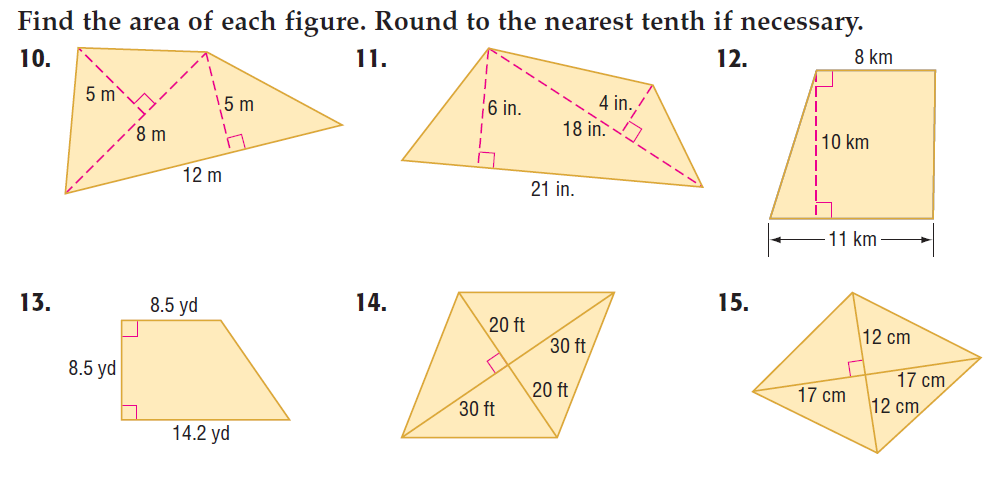 Find the area of each figure. Round to the nearest tenth if necessary.
10.
5 m
5 m
8 m
12 m
11.
6 in.
4 in.
18 in.
21 in.
12.
8 km
10 km
11 km
13.
8.5 yd
8.5 yd
14.2 yd
14.
20 ft
30 ft
20 ft
30 ft
15.
12 cm
17 cm
17 cm
12 cm